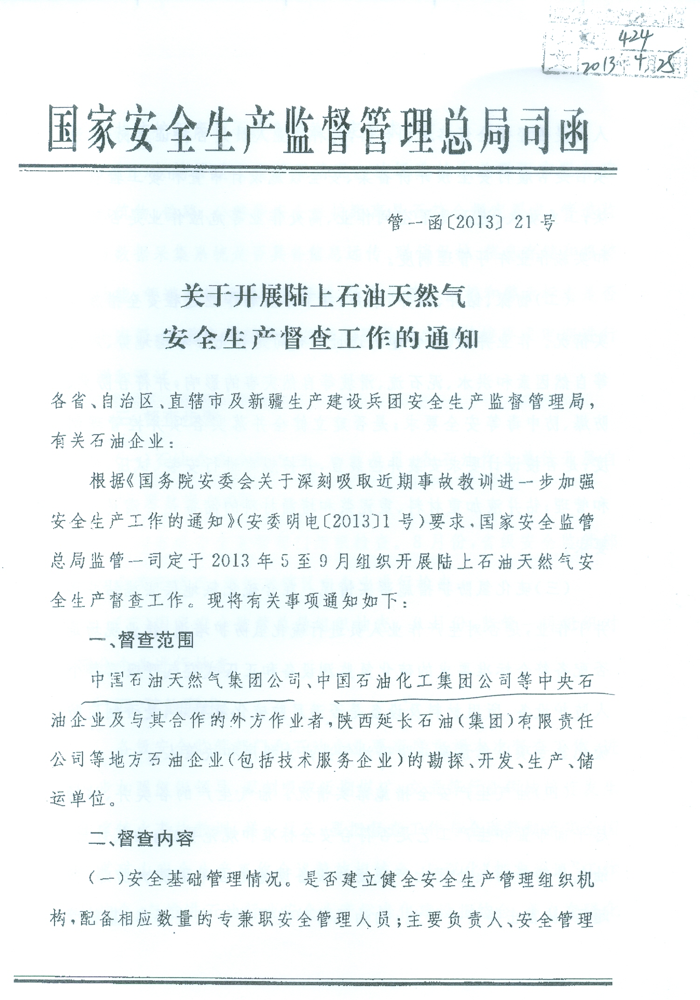 424
文 2013年4月25日
国家安全生产监督管理总局司函
管一函〔2013〕21号
关于开展陆上石油天然气
安全生产督查工作的通知
各省、自治区、直辖市及新疆生产建设兵团安全生产监督管理局，
有关石油企业：
根据《国务院安委会关于深刻吸取近期事故教训进一步加强
安全生产工作的通知》（安委明电〔2013〕1号）要求，国家安全监管
总局监管一司定于2013年5至9月组织开展陆上石油天然气安
全生产督查工作。现将有关事项通知如下：
一、督查范围
中国石油天然气集团公司、中国石油化工集团公司等中央石
油企业及与其合作的外方作业者，陕西延长石油（集团）有限责任
公司等地方石油企业（包括技术服务企业）的勘探、开发、生产、储
运单位。
二、督查内容
（一）安全基础管理情况。是否建立健全安全生产管理组织机
构，配备相应数量的专兼职安全管理人员；主要负责人、安全管理